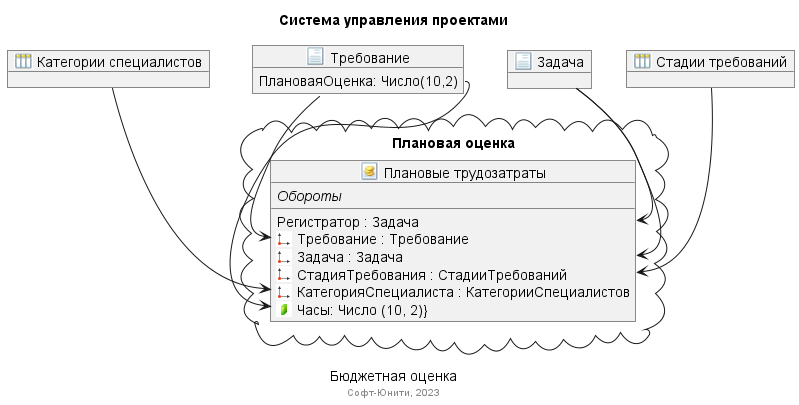 Система управления проектами
Категории специалистов
Требование
ПлановаяОценка: Число(10,2)
Задача
Стадии требований
Плановая оценка
Плановые трудозатраты
Обороты
Регистратор : Задача
Требование : Требование
Задача : Задача
СтадияТребования : СтадииТребований
КатегорияСпециалиста : КатегорииСпециалистов
Часы: Число (10, 2)}
Бюджетная оценка
Софт-Юнити, 2023